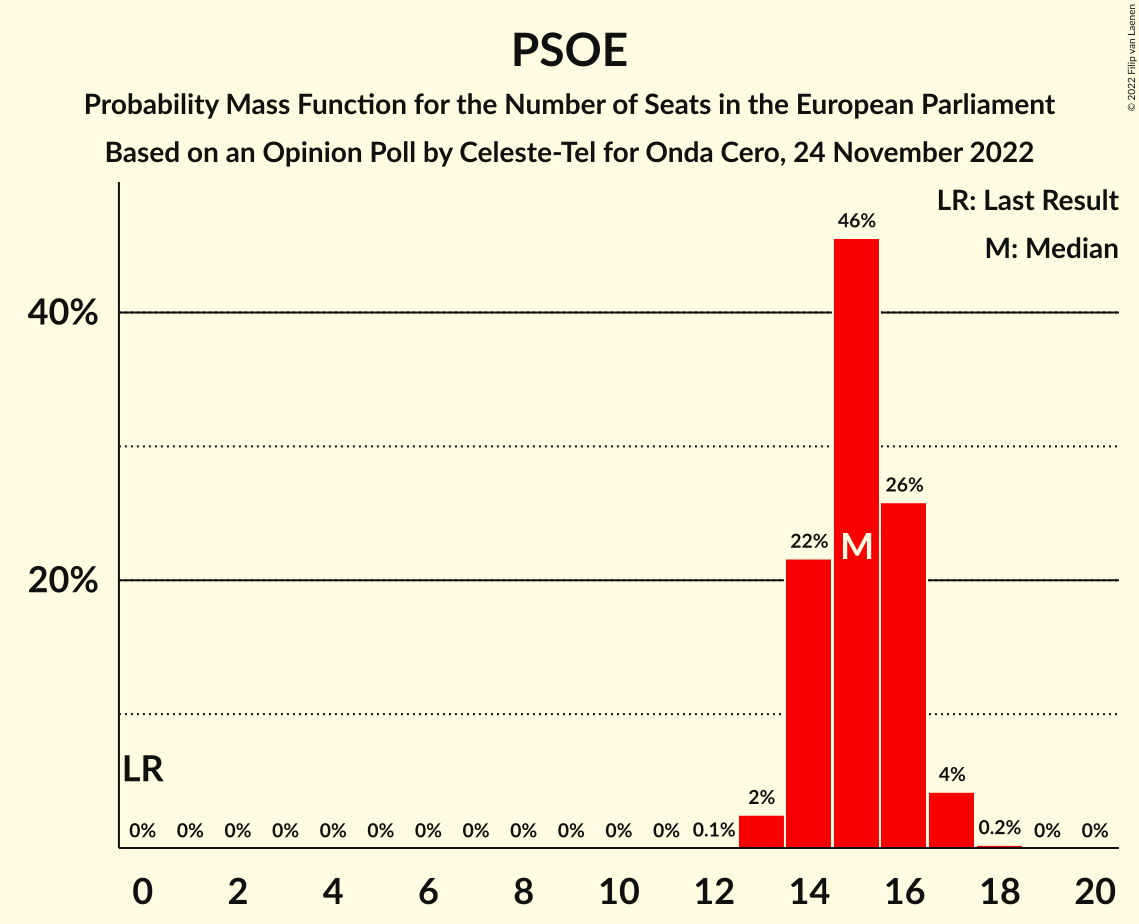 PSOE
Probability Mass Function for the Number of Seats in the European Parliament
Based on an Opinion Poll by Celeste-Tel for Onda Cero, 24 November 2022
© 2022 Filip van Laenen
LR: Last Result
M: Median
40%
20%
46%
26%
22%
M
LR
4%
2%
0% 0% 0% 0% 0% 0% 0% 0% 0% 0% 0% 0% 0.1% 0.2% 0% 0%
0 2 4 6 8 10 12 14 16 18 20